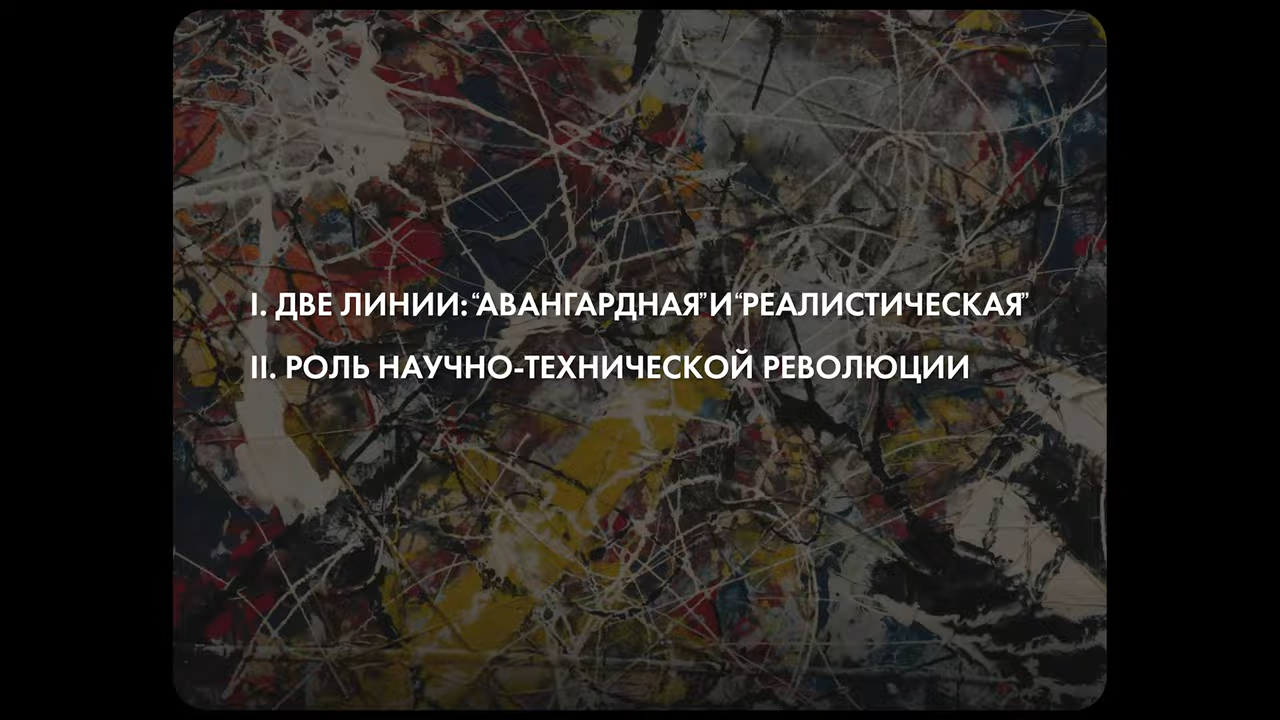 I. ДВЕ ЛИНИИ: “АВАНГАРДНАЯ” И “РЕАЛИСТИЧЕСКАЯ”
II. РОЛЬ НАУЧНО-ТЕХНИЧЕСКОЙ РЕВОЛЮЦИИ